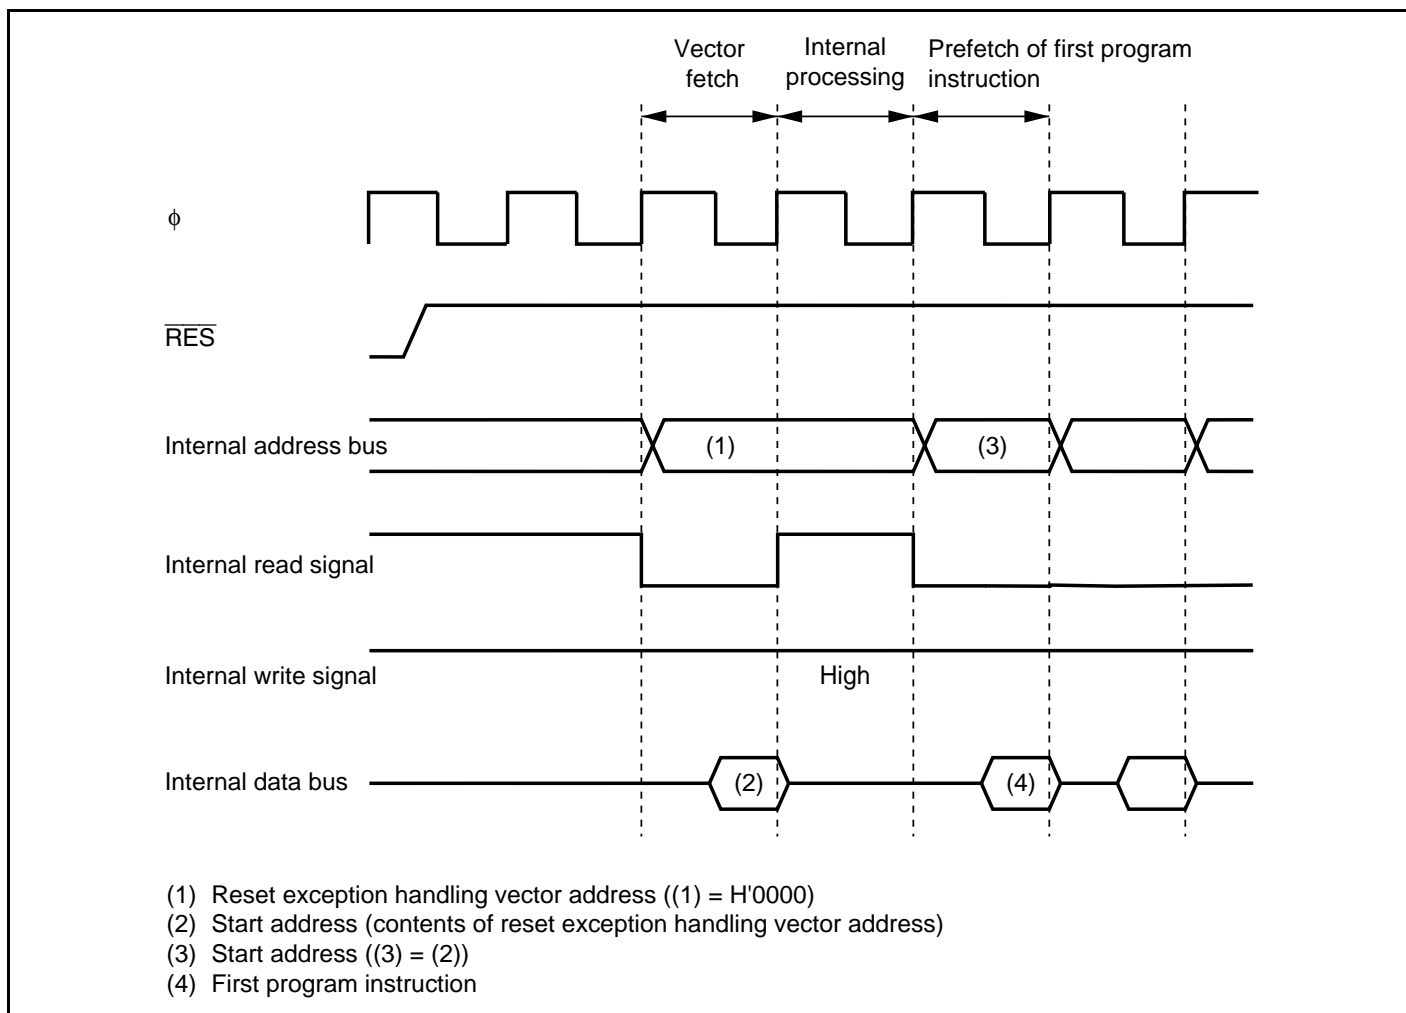 Vector
fetch
Internal
processing
Prefetch of first program
instruction
ϕ
R̅E̅S̅
Internal address bus
(1)
(3)
Internal read signal
Internal write signal
High
Internal data bus
(2)
(4)
(1) Reset exception handling vector address ((1) = H'0000)
(2) Start address (contents of reset exception handling vector address)
(3) Start address ((3) = (2))
(4) First program instruction